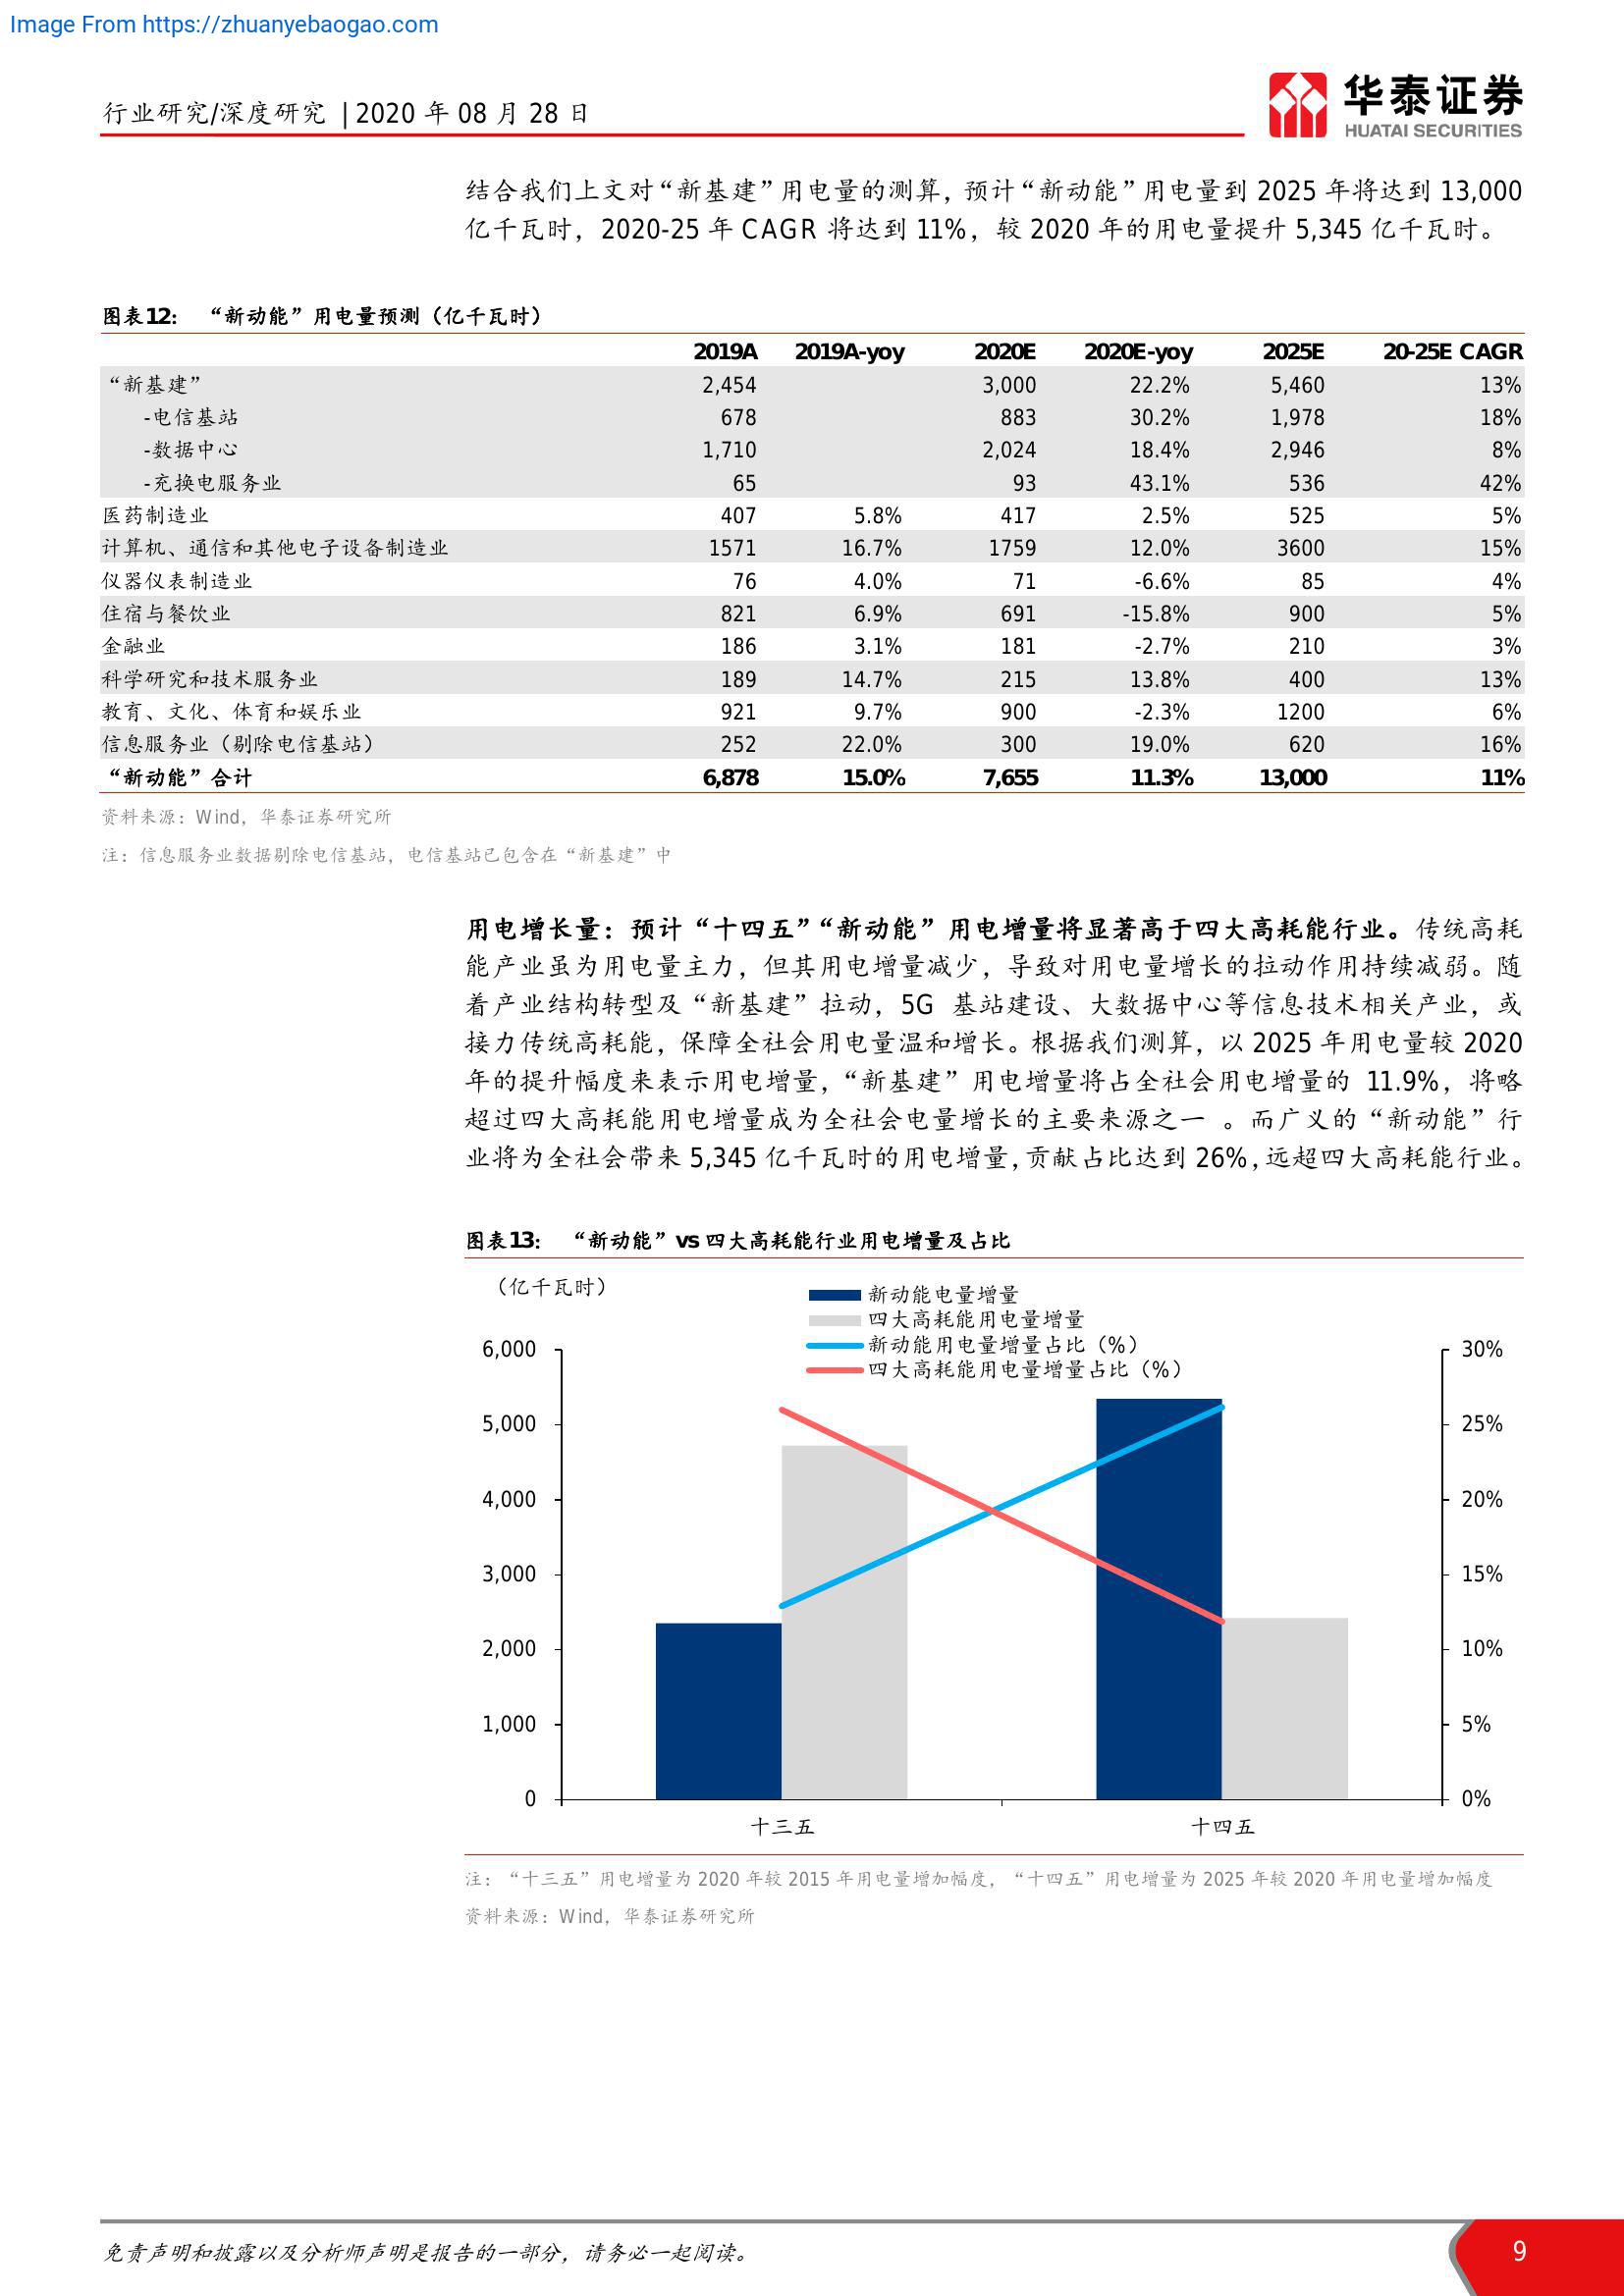 Image From https://zhuanyebaogao.com
行业研究/深度研究 | 2020 年 08 月 28 日
华泰证券
HUATAI SECURITIES
结合我们上文对“新基建”用电量的测算，预计“新动能”用电量到 2025 年将达到 13,000
亿千瓦时，2020-25 年 CAGR 将达到 11%，较 2020 年的用电量提升 5,345 亿千瓦时。
图表12： “新动能”用电量预测（亿千瓦时）
2019A 2019A-yoy 2020E 2020E-yoy 2025E 20-25E CAGR
“新基建” 2,454 3,000 22.2% 5,460 13%
-电信基站 678 883 30.2% 1,978 18%
-数据中心 1,710 2,024 18.4% 2,946 8%
-充换电服务业 65 93 43.1% 536 42%
医药制造业 407 5.8% 417 2.5% 525 5%
计算机、通信和其他电子设备制造业 1571 16.7% 1759 12.0% 3600 15%
仪器仪表制造业 76 4.0% 71 -6.6% 85 4%
住宿与餐饮业 821 6.9% 691 -15.8% 900 5%
金融业 186 3.1% 181 -2.7% 210 3%
科学研究和技术服务业 189 14.7% 215 13.8% 400 13%
教育、文化、体育和娱乐业 921 9.7% 900 -2.3% 1200 6%
信息服务业（剔除电信基站） 252 22.0% 300 19.0% 620 16%
“新动能”合计 6,878 15.0% 7,655 11.3% 13,000 11%
资料来源：Wind，华泰证券研究所
注：信息服务业数据剔除电信基站，电信基站已包含在“新基建”中
用电增长量：预计“十四五”“新动能”用电增量将显著高于四大高耗能行业。传统高耗
能产业虽为用电量主力，但其用电增量减少，导致对用电量增长的拉动作用持续减弱。随
着产业结构转型及“新基建”拉动，5G 基站建设、大数据中心等信息技术相关产业，或
接力传统高耗能，保障全社会用电量温和增长。根据我们测算，以 2025 年用电量较 2020
年的提升幅度来表示用电增量，“新基建”用电增量将占全社会用电增量的 11.9%，将略
超过四大高耗能用电增量成为全社会电量增长的主要来源之一 。而广义的“新动能”行
业将为全社会带来 5,345 亿千瓦时的用电增量，贡献占比达到 26%，远超四大高耗能行业。
图表13： “新动能”vs 四大高耗能行业用电增量及占比
（亿千瓦时）
新动能电量增量
四大高耗能用电量增量
新动能用电量增量占比（%）
四大高耗能用电量增量占比（%）
6,000 30%
5,000 25%
4,000 20%
3,000 15%
2,000 10%
1,000 5%
0 0%
十三五 十四五
注：“十三五”用电增量为 2020 年较 2015 年用电量增加幅度，“十四五”用电增量为 2025 年较 2020 年用电量增加幅度
资料来源：Wind，华泰证券研究所
免责声明和披露以及分析师声明是报告的一部分，请务必一起阅读。 9